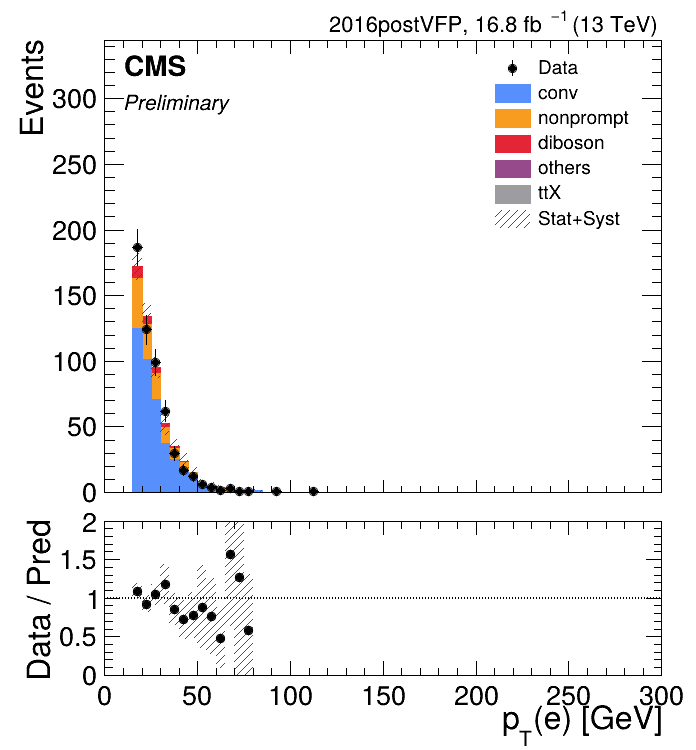 2016postVFP, 16.8 fb ⁻¹ (13 TeV)
CMS
Preliminary
Events
300
250
200
150
100
50
0
Data
conv
nonprompt
diboson
others
ttX
Stat+Syst
Data / Pred
2
1.5
1
0.5
0
0 50 100 150 200 250 300
p_T(e) [GeV]